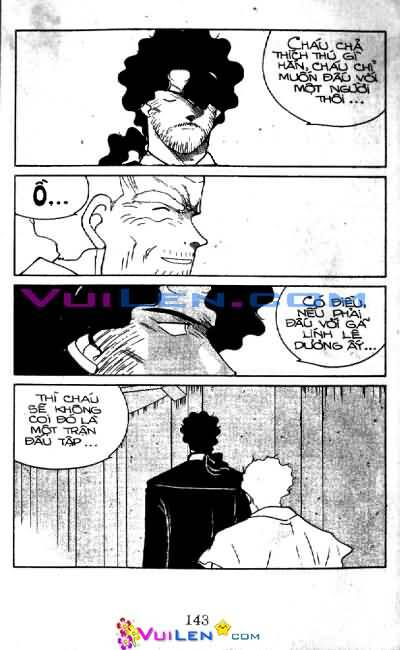 CHÁU CHẢ
THÍCH THÚ GÌ
HẮN, CHÁU CHỈ
MUỐN ĐẤU VỚI
MỘT NGƯỜI
THÔI...
Ồ...
CÓ ĐIỀU,
NẾU PHẢI
ĐẤU VỚI GÃ
LÍNH LÊ
DƯƠNG ẤY...
VUILEN.COM
THÌ CHÁU
SẼ KHÔNG
COI ĐÓ LÀ
MỘT TRẬN
ĐẤU TẬP...
143
VUILEN.COM